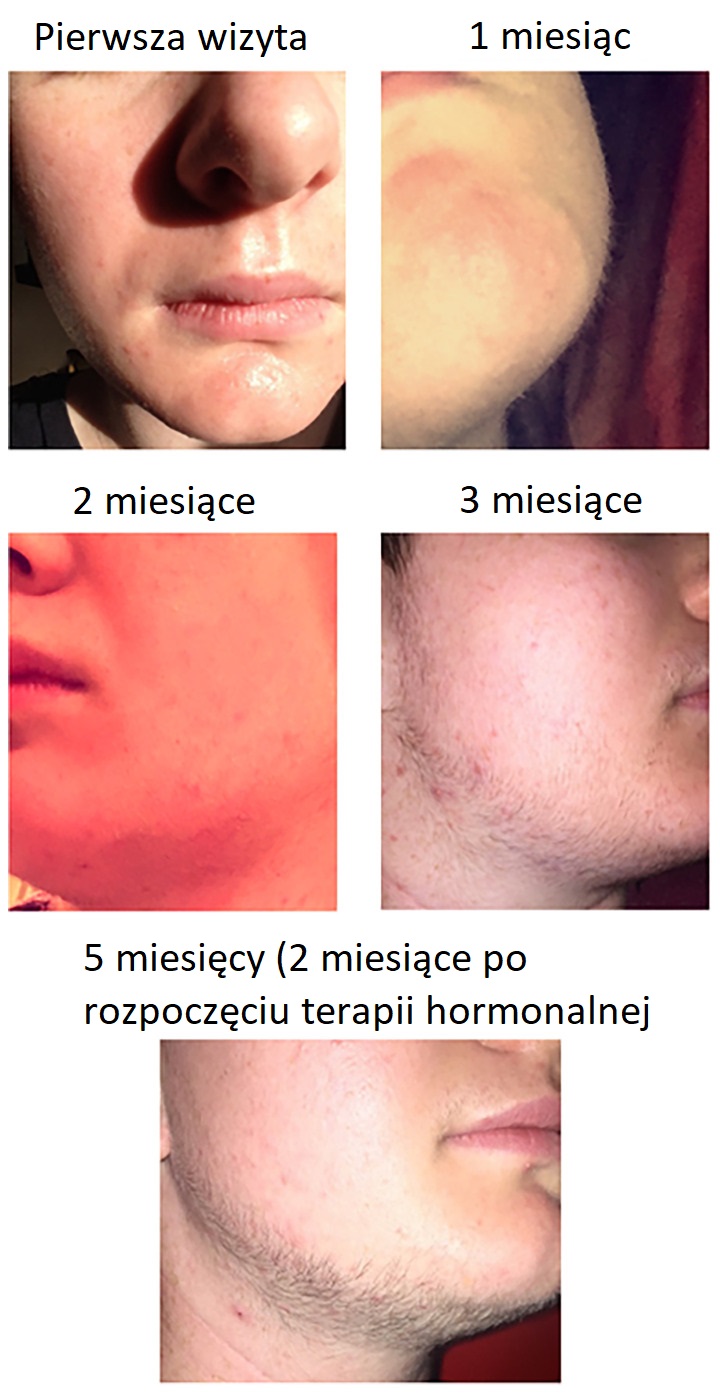 Pierwsza wizyta
1 miesiąc
2 miesiące
3 miesiące
5 miesięcy (2 miesiące po
rozpoczęciu terapii hormonalnej